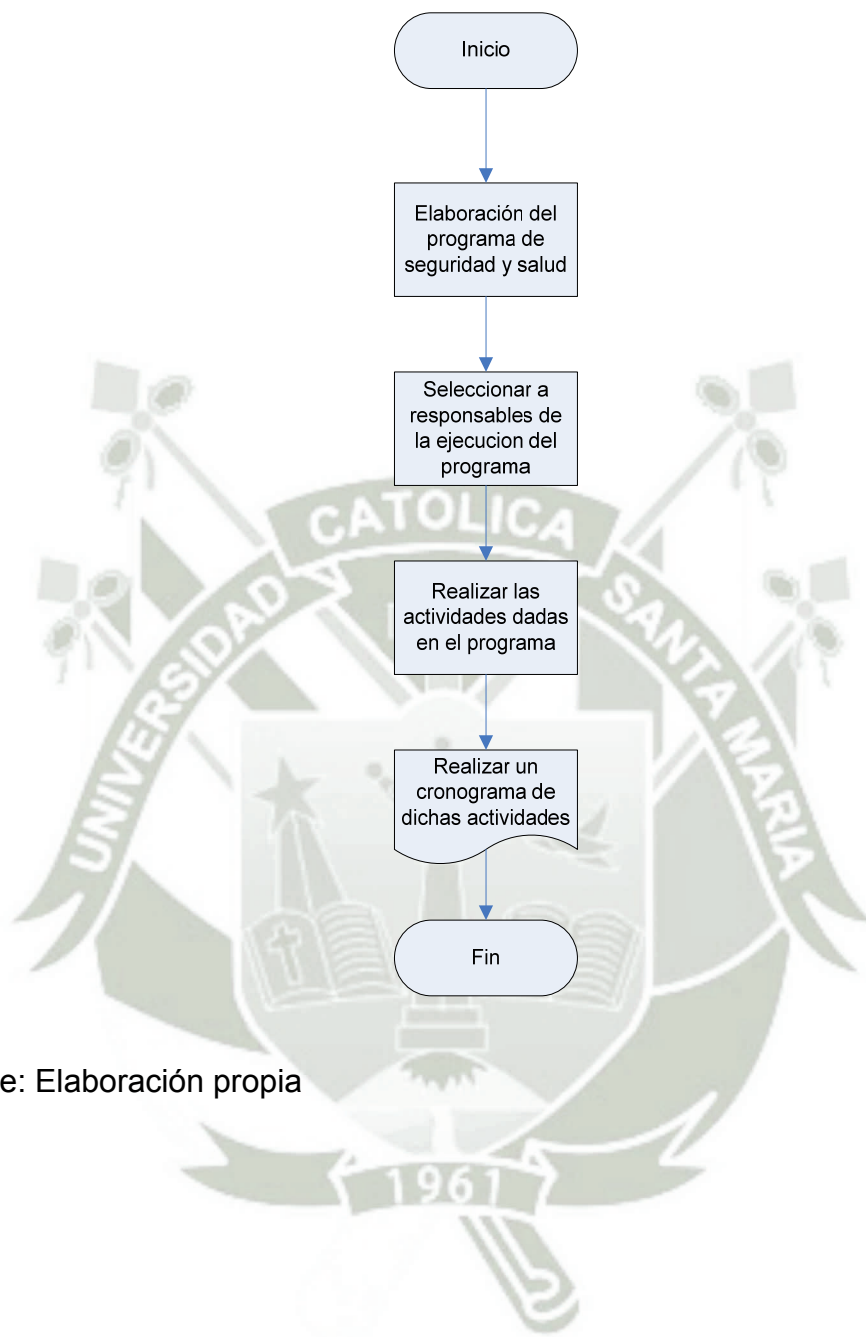 Inicio
Elaboración del
programa de
seguridad y salud
Seleccionar a
responsables de
la ejecucion del
programa
CATOLICA
UNIVERSIDAD
SANTA MARIA
Realizar las
actividades dadas
en el programa
Realizar un
cronograma de
dichas actividades
Fin
e: Elaboración propia
1961